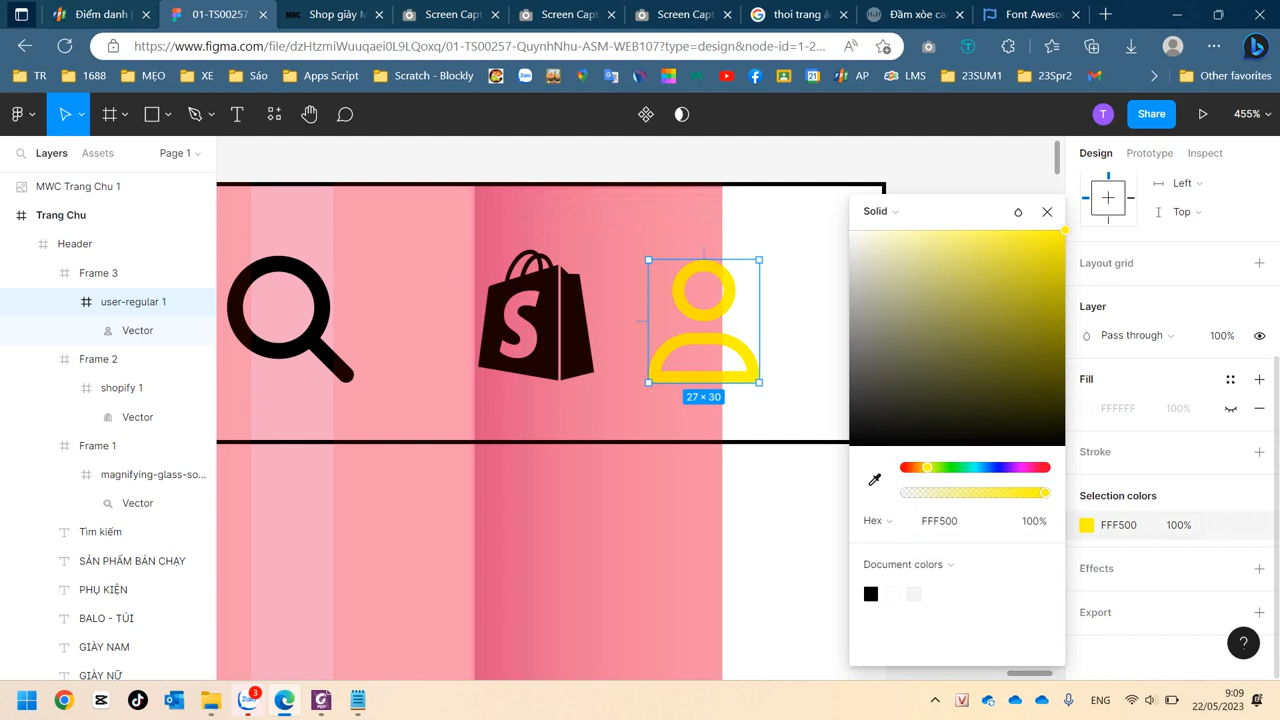 Điểm danh |
01-TS00257
MWC
Shop giày M
Screen Capt
Screen Capt
Screen Capt
thoi trang á
Đầm xòe ca
Font Aweso
https://www.figma.com/file/dzHtzmiWuuqaei0L9LQoxq/01-TS00257-QuynhNhu-ASM-WEB107?type=design&node-id=1-2...
TR
1688
MẸO
XE
Sáo
Apps Script
Scratch - Blockly
AP
LMS
23SUM1
23Spr2
Other favorites
T
Share
455%
Layers
Assets
Page 1
Design
Prototype
Inspect
MWC Trang Chu 1
Trang Chu
Header
Frame 3
user-regular 1
Vector
Frame 2
shopify 1
Vector
Frame 1
magnifying-glass-so...
Vector
Tìm kiếm
SẢN PHẨM BÁN CHẠY
PHỤ KIỆN
BALO - TÚI
GIÀY NAM
GIÀY NỮ
S
27 × 30
Solid
Hex
FFF500
100%
Document colors
Left
Top
Layout grid
Layer
Pass through
100%
Fill
FFFFFF
100%
Stroke
Selection colors
FFF500
100%
Effects
Export
?
Zalo
3
ENG
9:09
22/05/2023